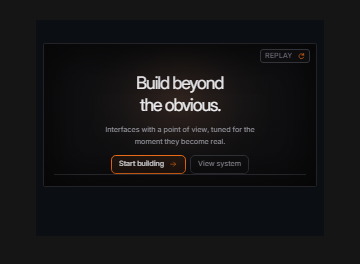 REPLAY
Build beyond
the obvious.
Interfaces with a point of view, tuned for the
moment they become real.
Start building → View system